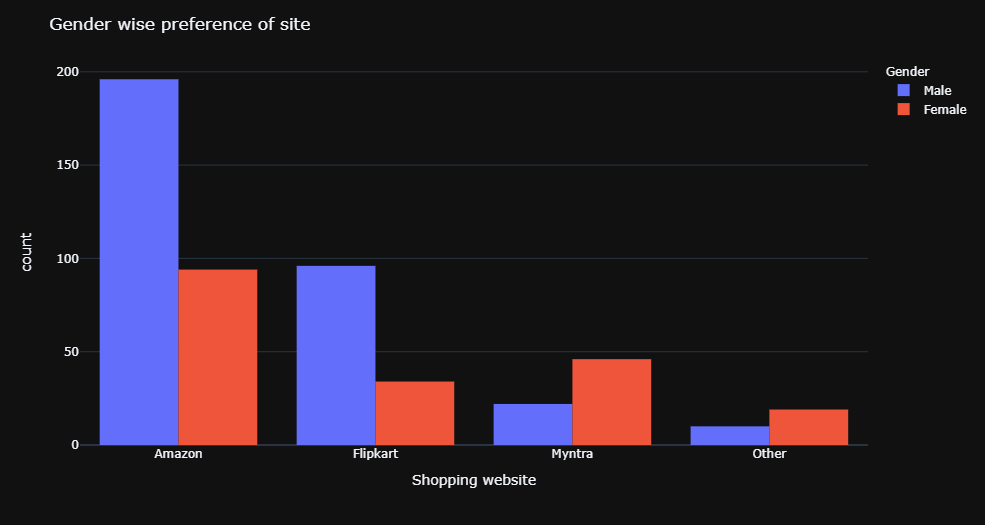 Gender wise preference of site
Gender
Male
Female
200
150
100
50
0
count
Amazon Flipkart Myntra Other
Shopping website